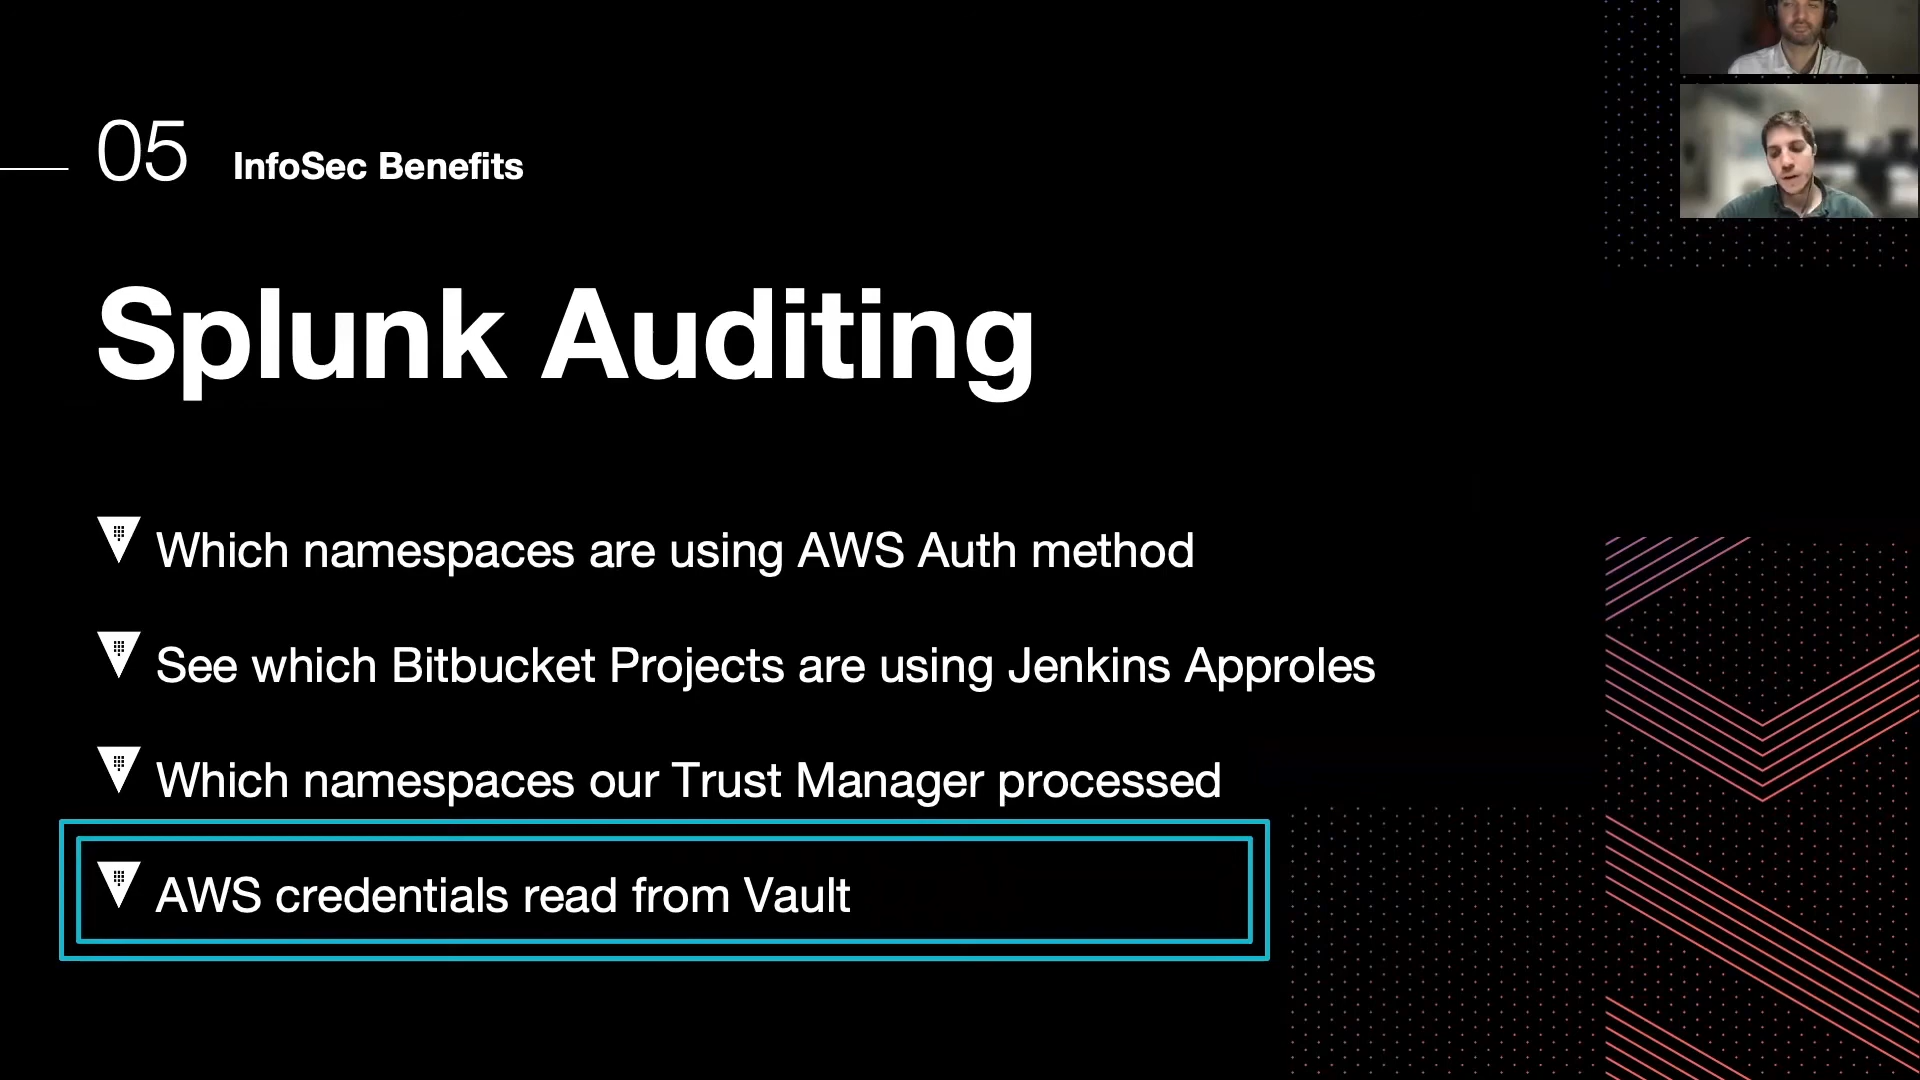 05 InfoSec Benefits
Splunk Auditing
Which namespaces are using AWS Auth method
See which Bitbucket Projects are using Jenkins Approles
Which namespaces our Trust Manager processed
AWS credentials read from Vault